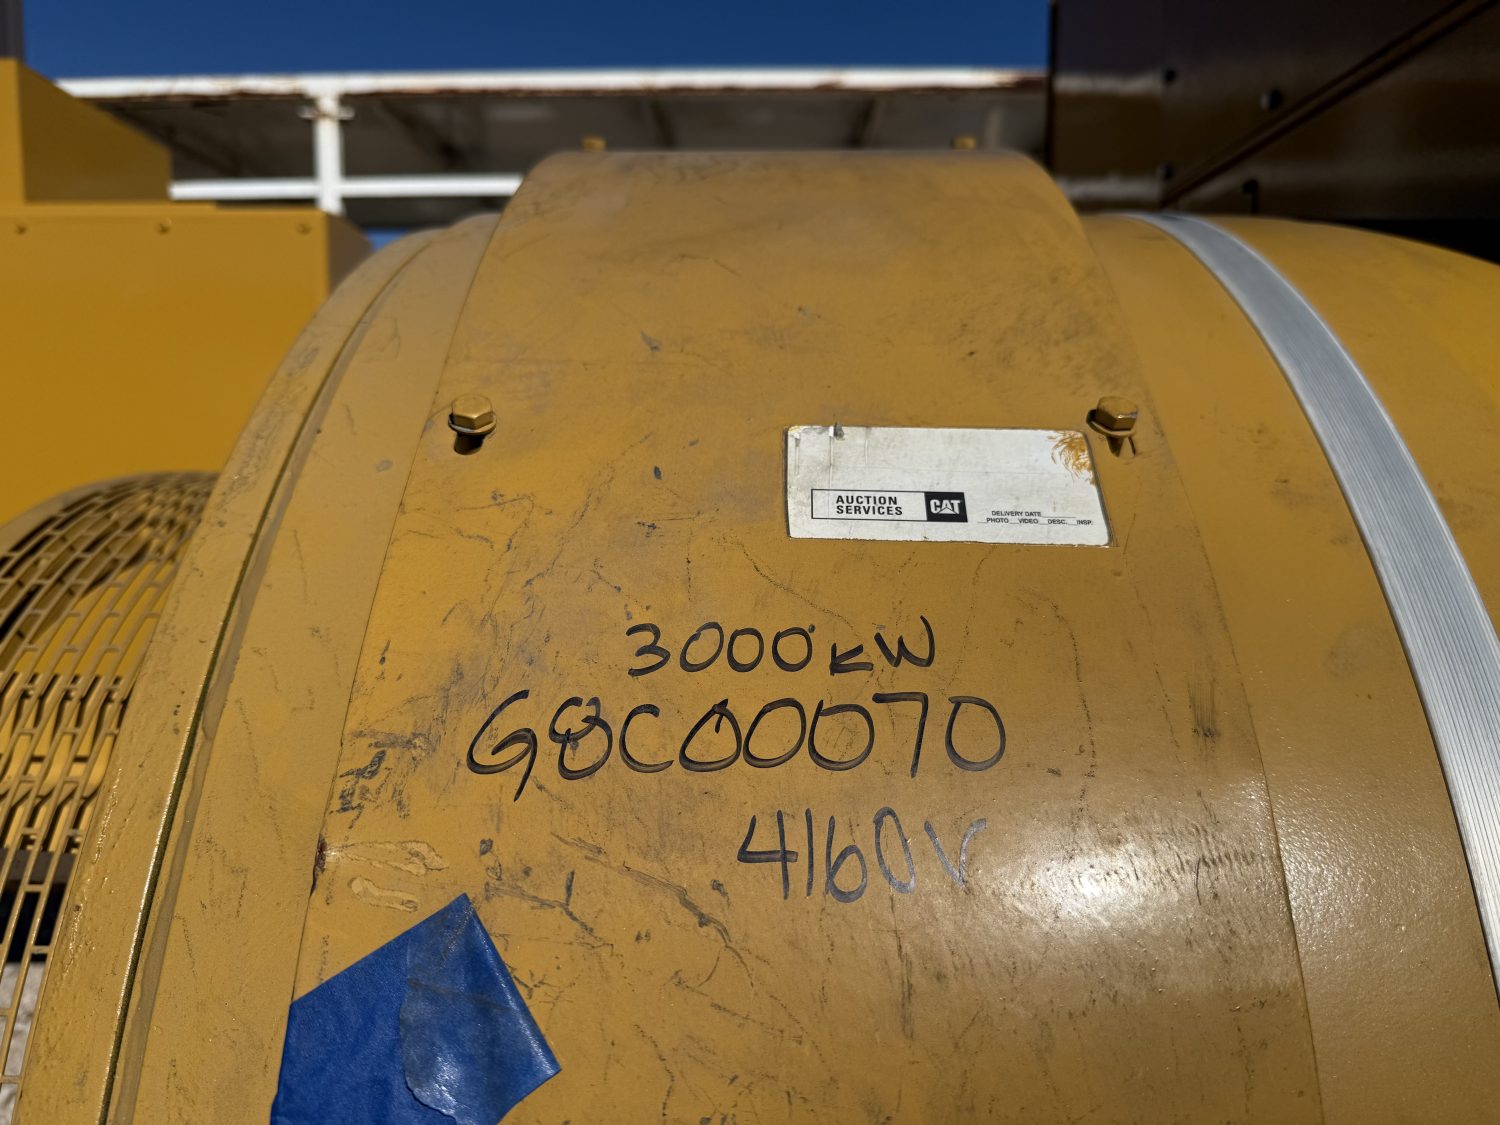 AUCTION
SERVICES
CAT
DELIVERY DATE
PHOTO VIDEO DESC. INSP.
3000KW
G8C00070
4160V